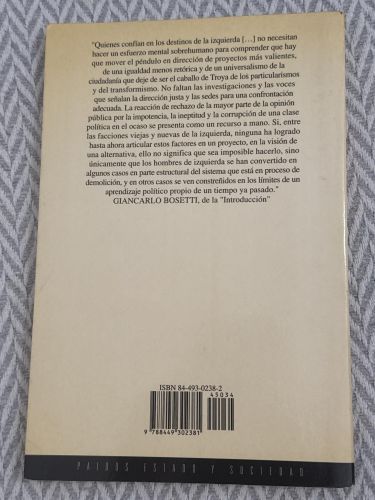 "Quienes confían en los destinos de la izquierda [...] no necesitan
hacer un esfuerzo mental sobrehumano para comprender que hay
que mover el péndulo en dirección de proyectos más valientes,
de una igualdad menos retórica y de un universalismo de la
ciudadanía que deje de ser el caballo de Troya de los particularismos
y del transformismo. No faltan las investigaciones y las voces
que señalan la dirección justa y las sedes para una confrontación
adecuada. La reacción de rechazo de la mayor parte de la opinión
pública por la impotencia, la ineptitud y la corrupción de una clase
política en el ocaso se presenta como un recurso a mano. Si, entre
las facciones viejas y nuevas de la izquierda, ninguna ha logrado
hasta ahora articular estos factores en un proyecto, en la visión de
una alternativa, ello no significa que sea imposible hacerlo, sino
únicamente que los hombres de izquierda se han convertido en
algunos casos en parte estructural del sistema que está en proceso de
demolición, y en otros casos se ven constreñidos en los límites de un
aprendizaje político propio de un tiempo ya pasado."
GIANCARLO BOSETTI, de la "Introducción"
ISBN 84-493-0238-2
45034
9 788449 302381
PAIDÓS ESTADO Y SOCIEDAD